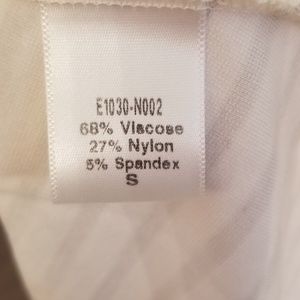 E1030-N002
68% Viscose
27% Nylon
5% Spandex
S